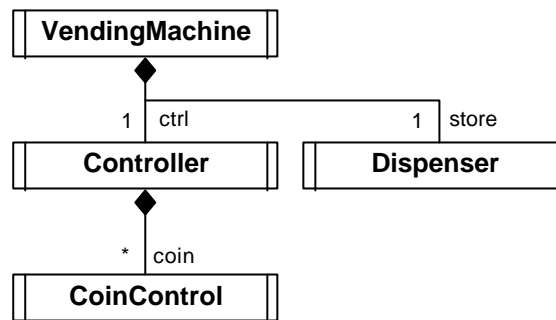 VendingMachine
1 ctrl 1 store
Controller Dispenser
* coin
CoinControl